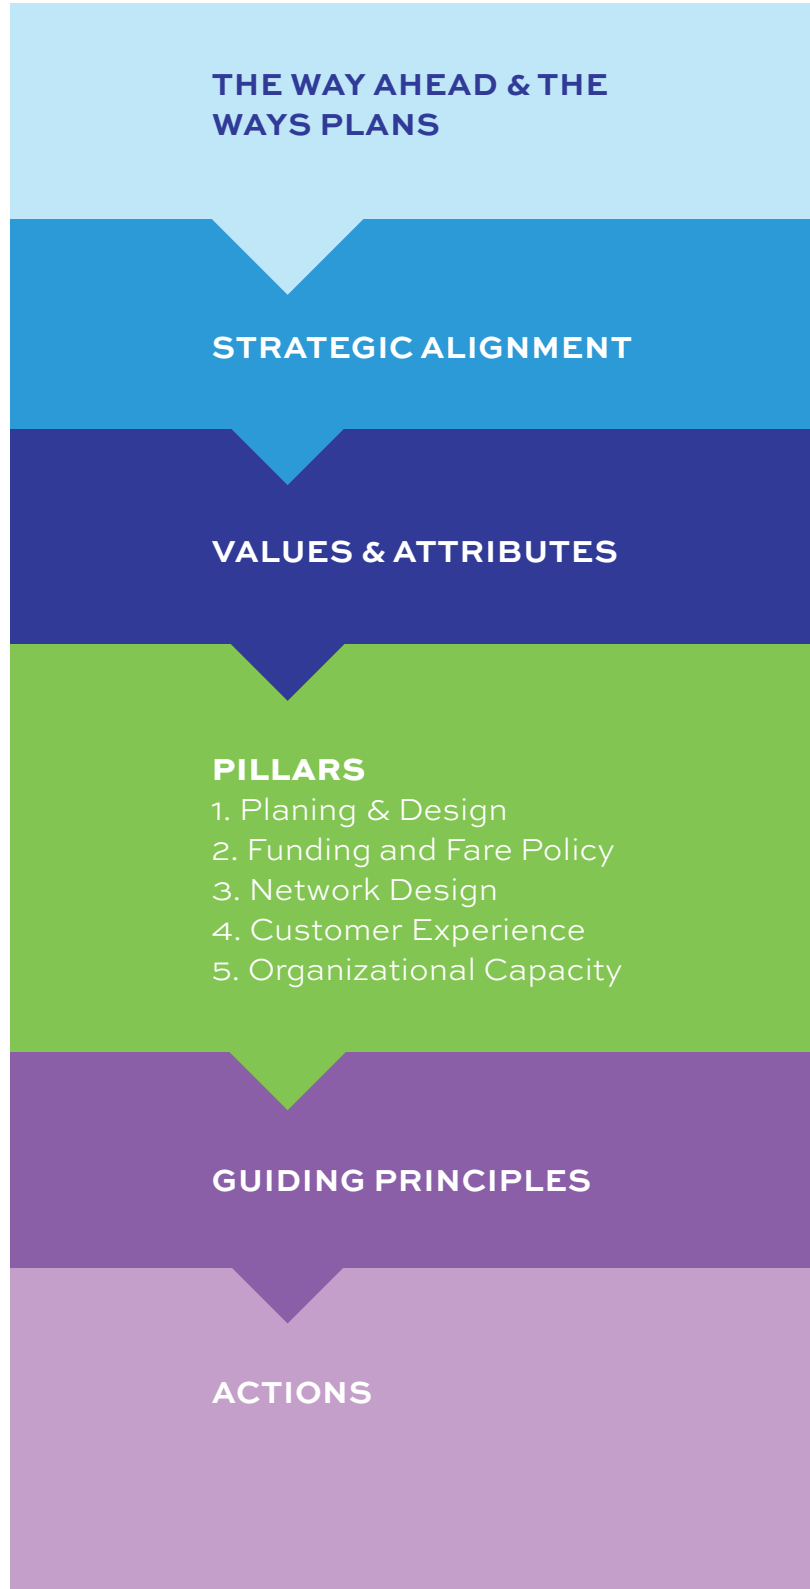 THE WAY AHEAD & THE
WAYS PLANS
STRATEGIC ALIGNMENT
VALUES & ATTRIBUTES
PILLARS
1. Planing & Design
2. Funding and Fare Policy
3. Network Design
4. Customer Experience
5. Organizational Capacity
GUIDING PRINCIPLES
ACTIONS